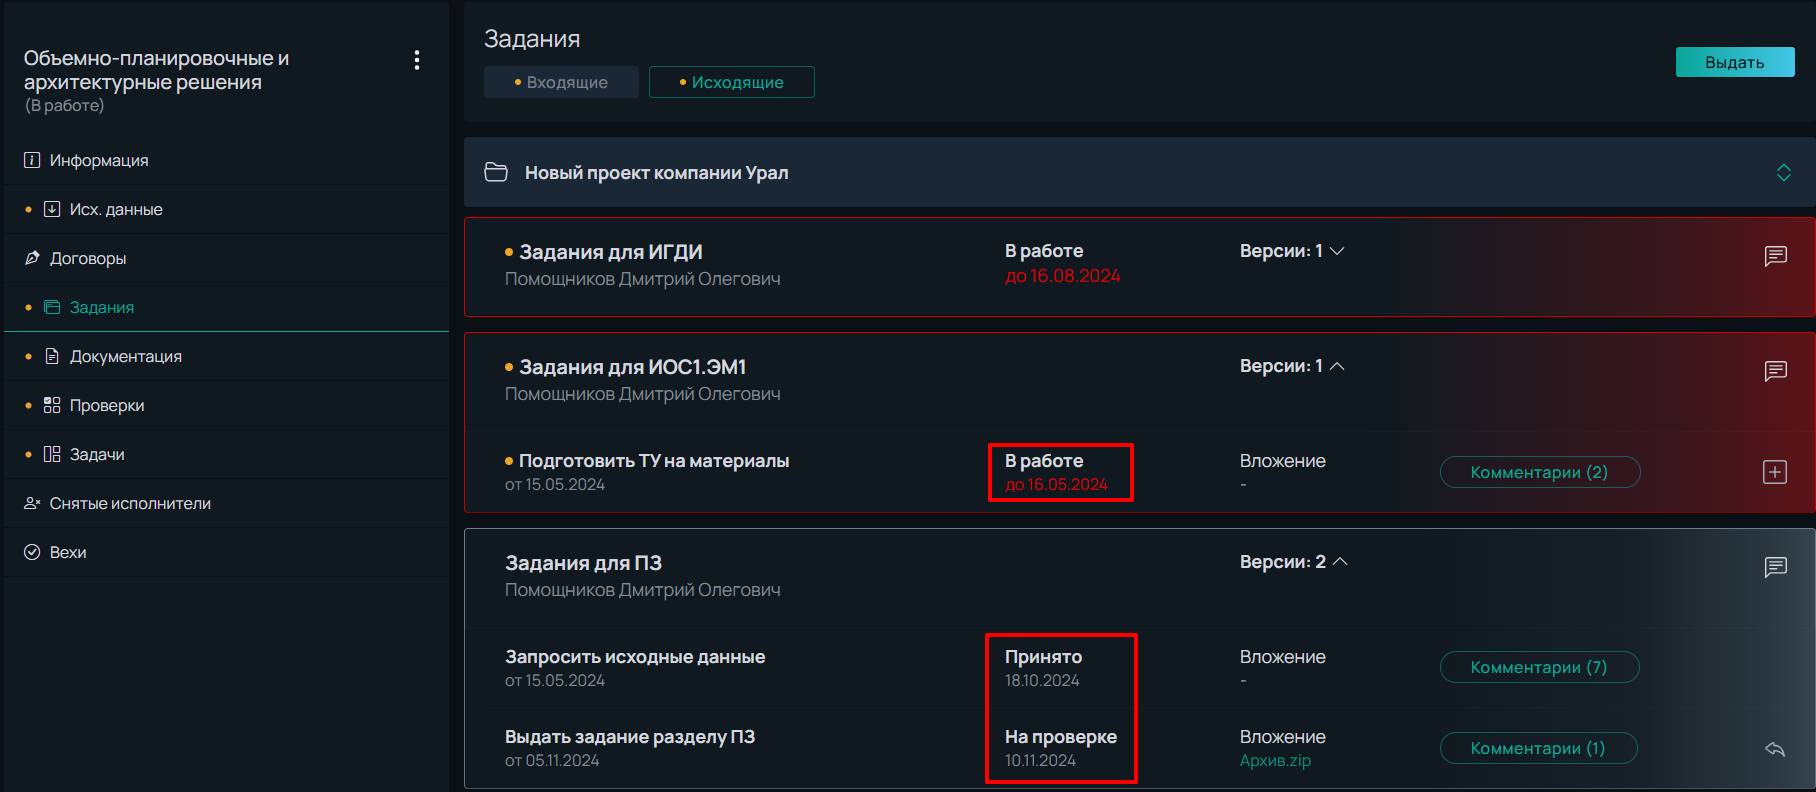 Объемно-планировочные и
архитектурные решения
(В работе)
Информация
Исх. данные
Договоры
Задания
Документация
Проверки
Задачи
Снятые исполнители
Вехи
Задания
Входящие
Исходящие
Выдать
Новый проект компании Урал
Задания для ИГДИ
В работе
Версии: 1
Помощников Дмитрий Олегович
до 16.08.2024
Задания для ИОС1.ЭМ1
Версии: 1
Помощников Дмитрий Олегович
Подготовить ТУ на материалы
В работе
Вложение
Комментарии (2)
от 15.05.2024
до 16.05.2024
-
Задания для ПЗ
Версии: 2
Помощников Дмитрий Олегович
Запросить исходные данные
Принято
Вложение
Комментарии (7)
от 15.05.2024
18.10.2024
-
Выдать задание разделу ПЗ
На проверке
Вложение
Комментарии (1)
от 05.11.2024
10.11.2024
Архив.zip